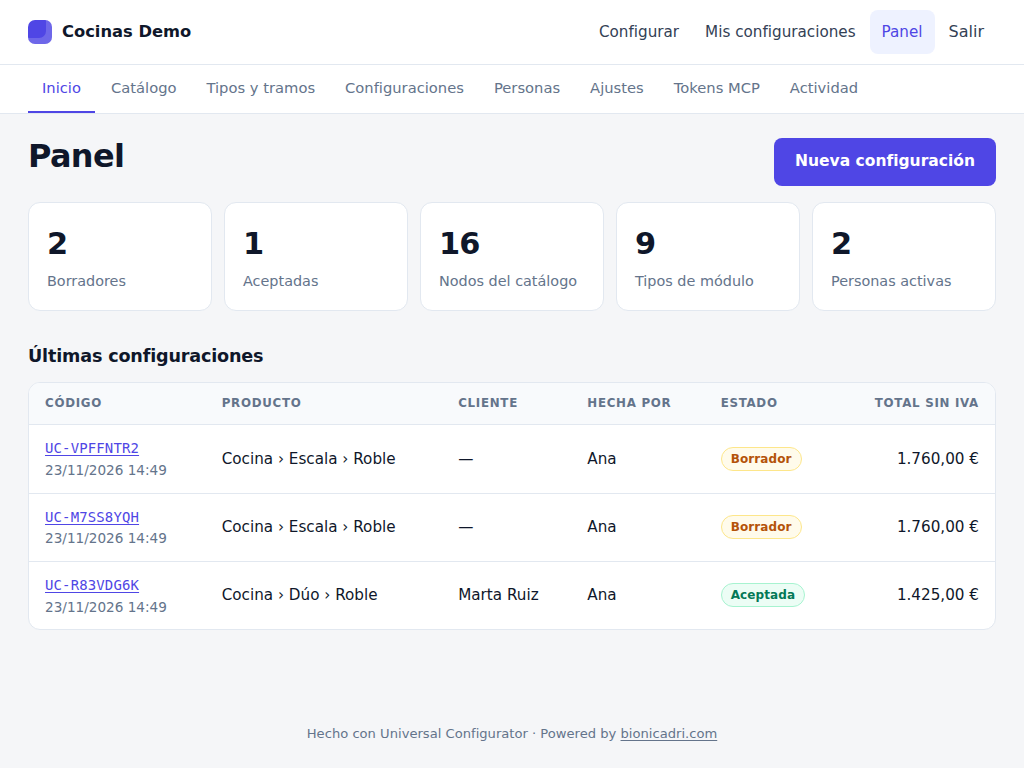 Cocinas Demo
Configurar
Mis configuraciones
Panel
Salir
Inicio
Catálogo
Tipos y tramos
Configuraciones
Personas
Ajustes
Tokens MCP
Actividad
Panel
Nueva configuración
2
Borradores
1
Aceptadas
16
Nodos del catálogo
9
Tipos de módulo
2
Personas activas
Últimas configuraciones
CÓDIGO PRODUCTO CLIENTE HECHA POR ESTADO TOTAL SIN IVA
UC-VPFFNTR2
23/11/2026 14:49
Cocina › Escala › Roble — Ana Borrador 1.760,00 €
UC-M7SS8YQH
23/11/2026 14:49
Cocina › Escala › Roble — Ana Borrador 1.760,00 €
UC-R83VDG6K
23/11/2026 14:49
Cocina › Dúo › Roble Marta Ruiz Ana Aceptada 1.425,00 €
Hecho con Universal Configurator · Powered by bionicadri.com